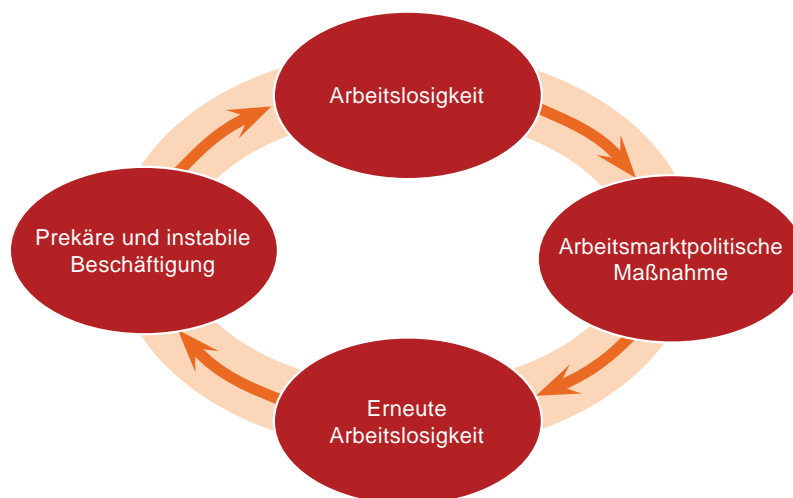 Arbeitslosigkeit
Arbeitsmarktpolitische
Maßnahme
Erneute
Arbeitslosigkeit
Prekäre und instabile
Beschäftigung